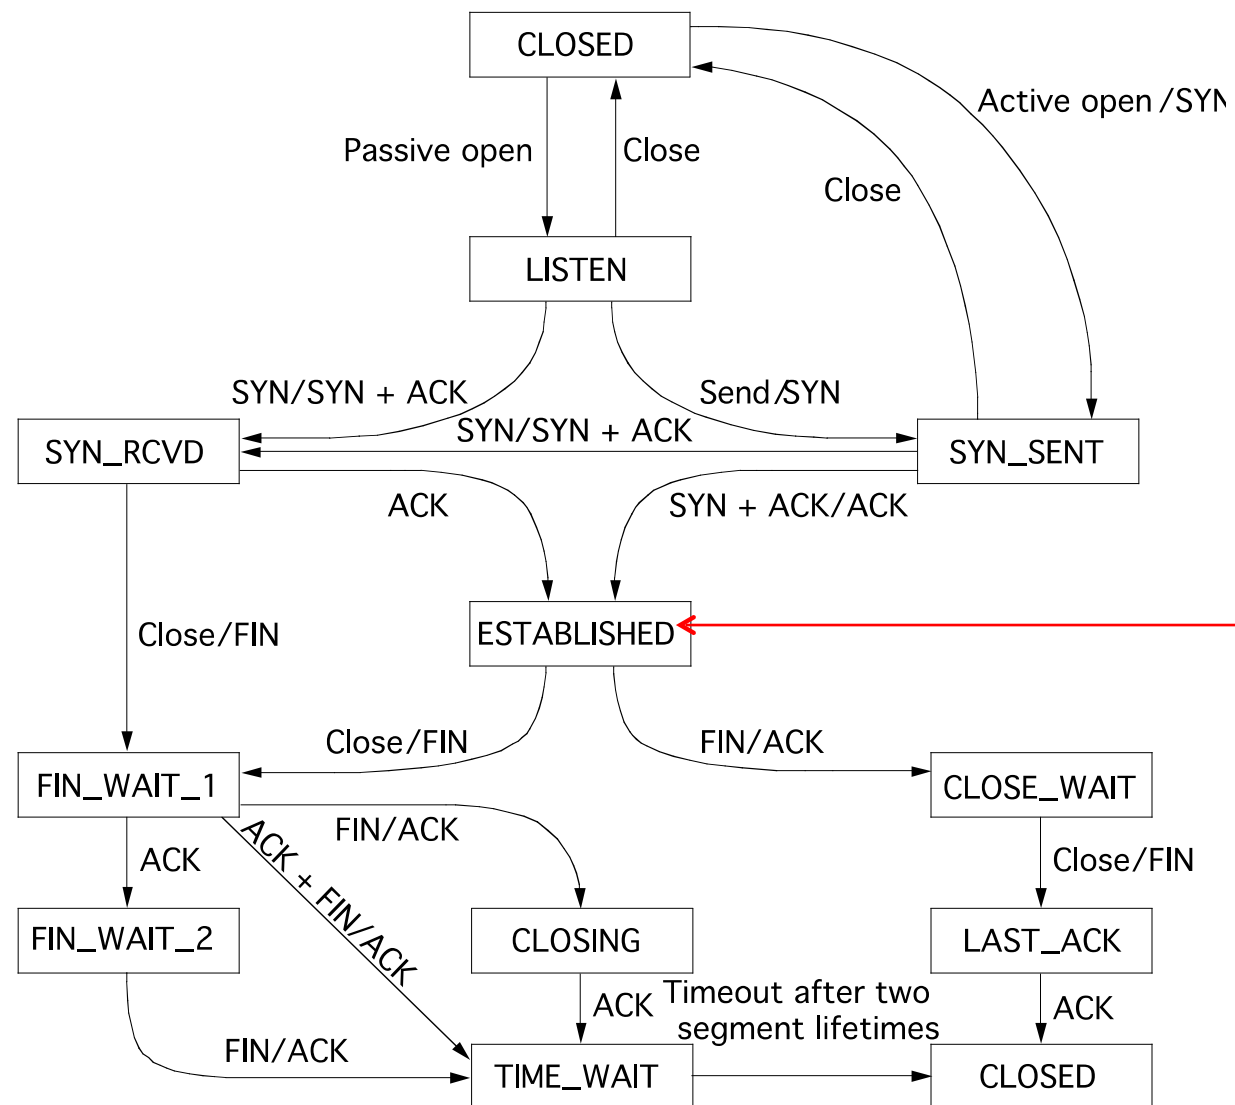 CLOSED
Active open /SYN
Passive open
Close
Close
LISTEN
SYN/SYN + ACK
Send/SYN
SYN/SYN + ACK
SYN_RCVD
SYN_SENT
ACK
SYN + ACK/ACK
Close/FIN
ESTABLISHED
Close/FIN
FIN/ACK
FIN_WAIT_1
CLOSE_WAIT
FIN/ACK
ACK
ACK + FIN/ACK
Close/FIN
FIN_WAIT_2
CLOSING
LAST_ACK
ACK
Timeout after two
segment lifetimes
ACK
FIN/ACK
TIME_WAIT
CLOSED